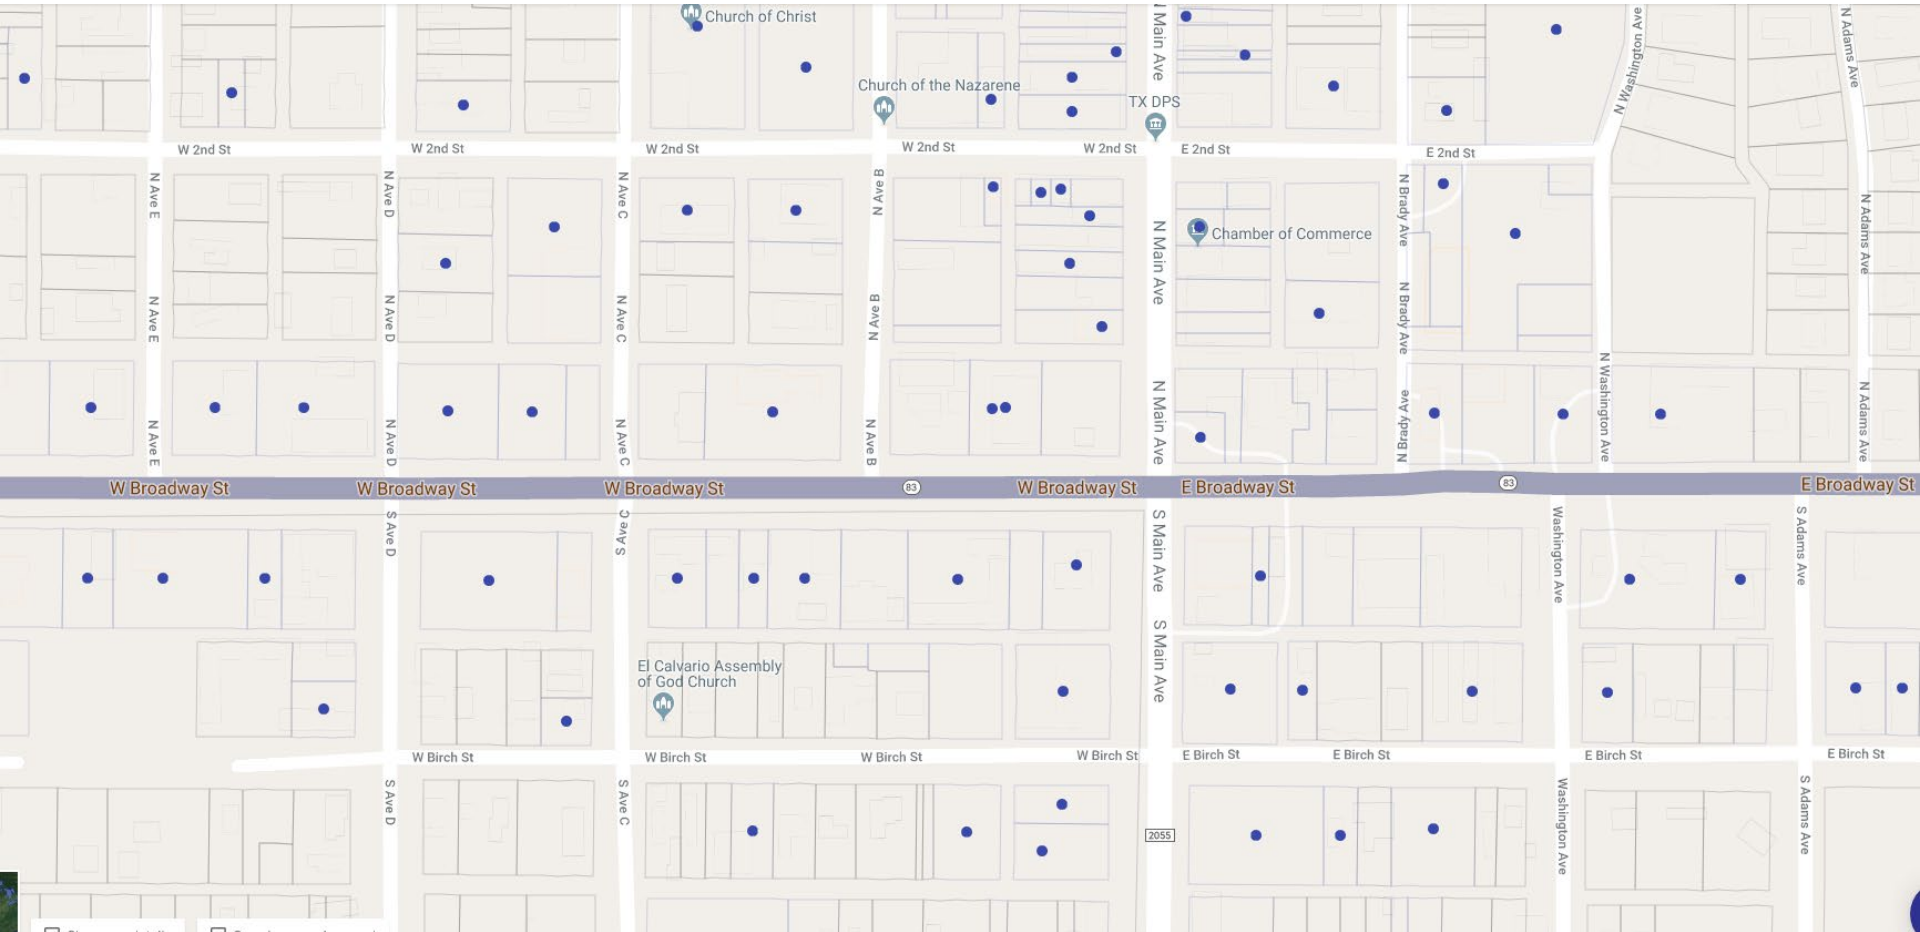 Church of Christ
N Main Ave
N Washington Ave
N Adams Ave
Church of the Nazarene
TX DPS
W 2nd St
W 2nd St
W 2nd St
W 2nd St
W 2nd St
E 2nd St
E 2nd St
N Ave E
N Ave D
N Ave C
N Ave B
N Main Ave
N Brady Ave
N Adams Ave
Chamber of Commerce
N Ave E
N Ave D
N Ave C
N Ave B
N Brady Ave
N Ave E
N Ave D
N Ave C
N Ave B
N Main Ave
N Brady Ave
N Washington Ave
N Adams Ave
W Broadway St
W Broadway St
W Broadway St
83
W Broadway St
E Broadway St
83
E Broadway St
S Ave D
S Ave C
S Main Ave
Washington Ave
S Adams Ave
S Main Ave
El Calvario Assembly
of God Church
W Birch St
W Birch St
W Birch St
W Birch St
E Birch St
E Birch St
E Birch St
E Birch St
S Ave D
S Ave C
2055
Washington Ave
S Adams Ave